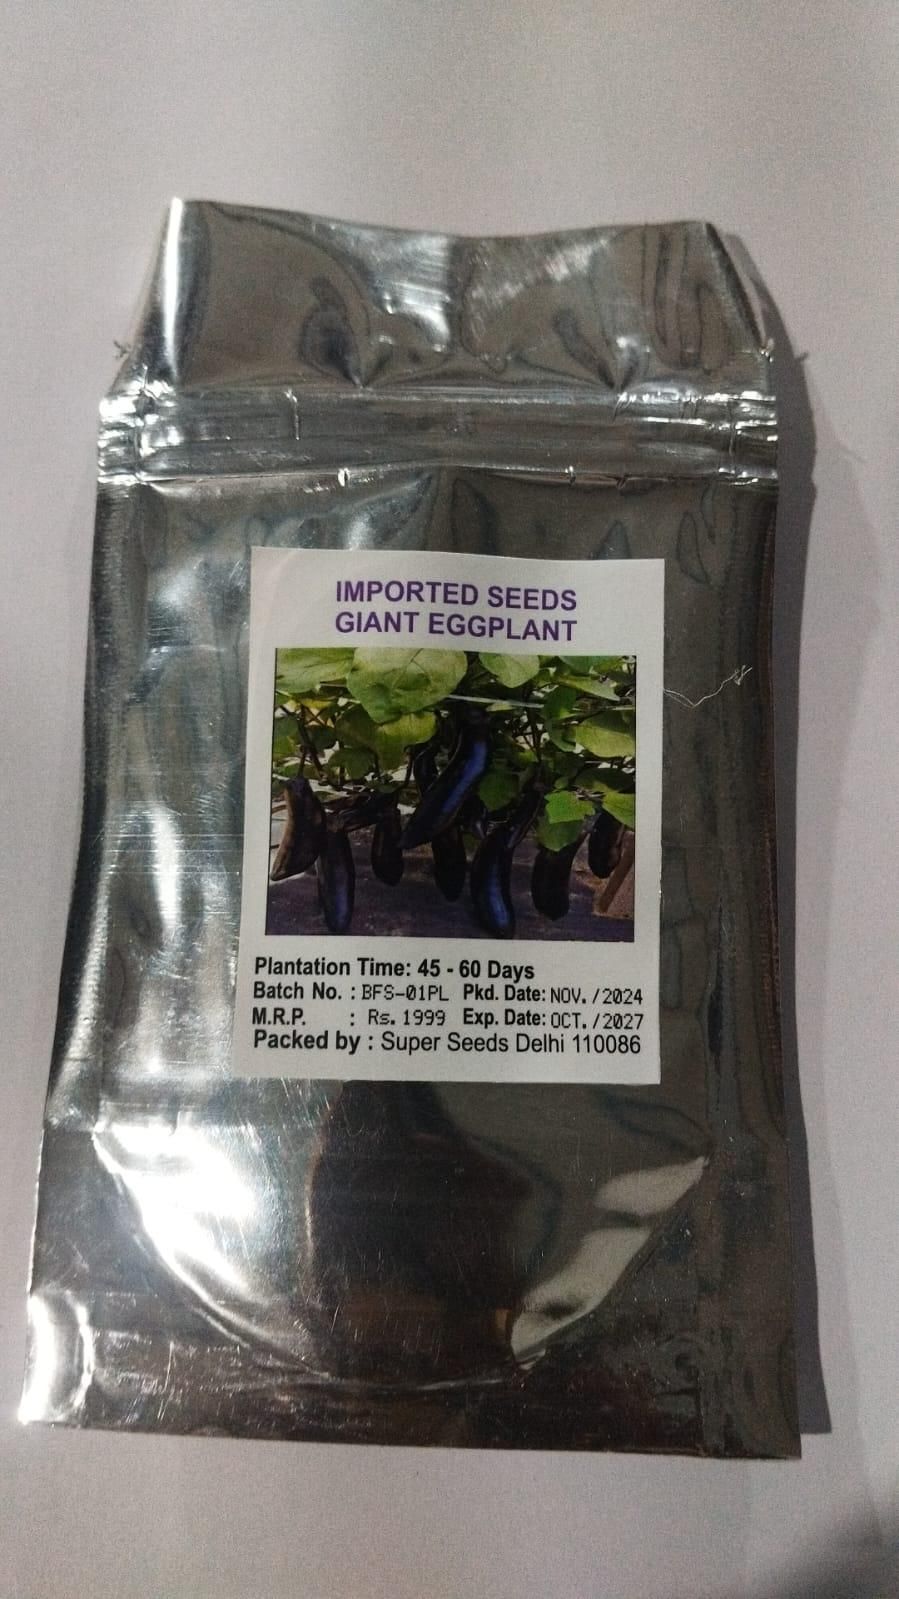 IMPORTED SEEDS
GIANT EGGPLANT
Plantation Time: 45 - 60 Days
Batch No. : BFS-01PL Pkd. Date: NOV. /2024
M.R.P. : Rs. 1999 Exp. Date: OCT. /2027
Packed by : Super Seeds Delhi 110086